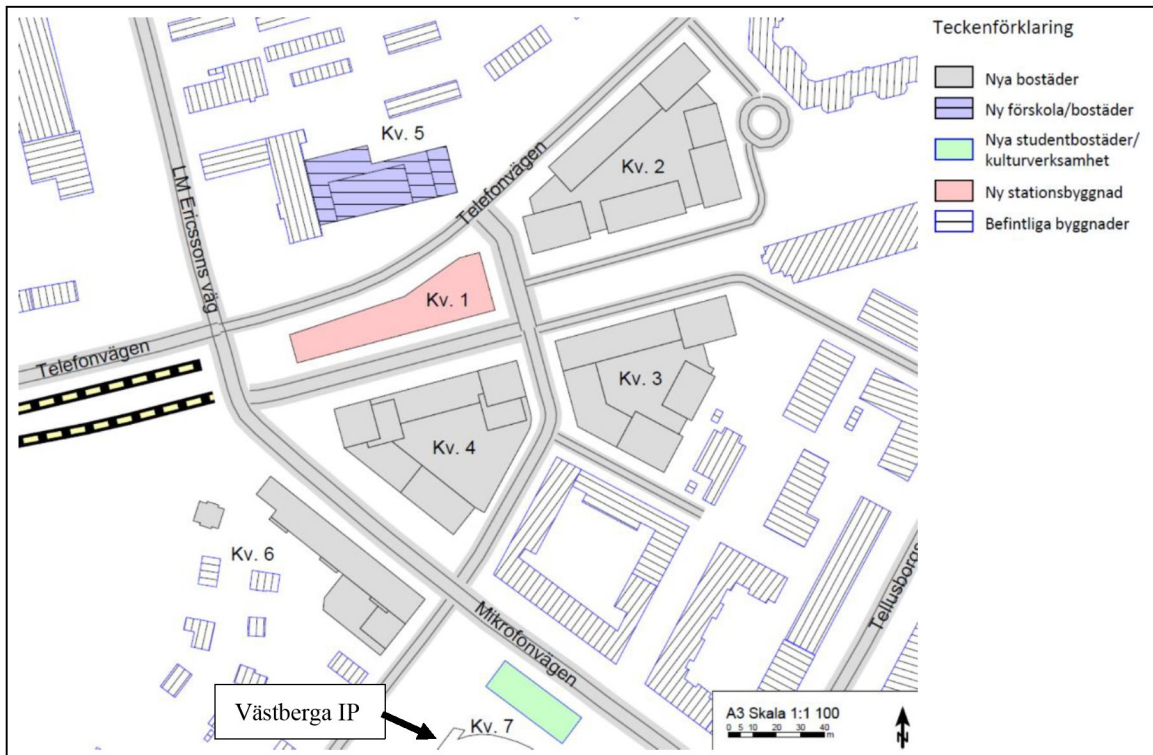 Teckenförklaring
Nya bostäder
Ny förskola/bostäder
Nya studentbostäder/
kulturverksamhet
Ny stationsbyggnad
Befintliga byggnader
Kv. 5
Kv. 2
LM Ericssons väg
Telefonvägen
Kv. 1
Telefonvägen
Kv. 3
Kv. 4
Kv. 6
Mikrofonvägen
Tellusborgs
Västberga IP
Kv. 7
A3 Skala 1:1 100
0 5 10 20 30 40
m
N